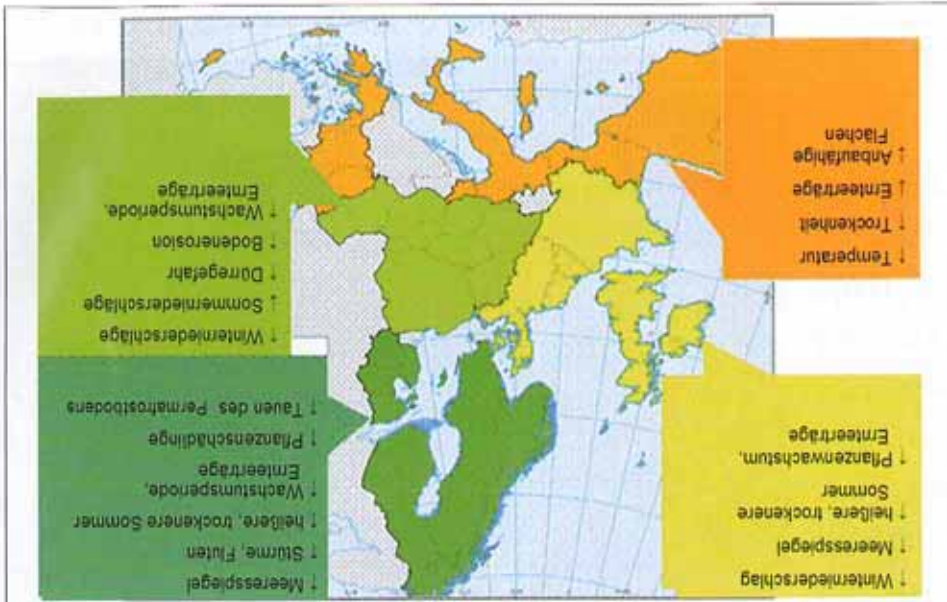 ↑ Winterniederschlag
↑ Meeresspiegel
↑ heißere, trockenere
Sommer
↑ Pflanzenwachstum,
Ernteerträge
↑ Meeresspiegel
↑ Stürme, Fluten
↑ heißere, trockenere Sommer
↑ Wachstumsperiode,
Ernteerträge
↑ Pflanzenschädinge
↑ Tauen des Permafrostbodens
↑ Temperatur
↑ Trockenheit
↓ Ernteerträge
↓ Anbaufähige
Flächen
↑ Winterniederschläge
↓ Sommerniederschläge
↑ Dürregefahr
↑ Bodenerosion
↑ Wachstumsperiode,
Ernteerträge